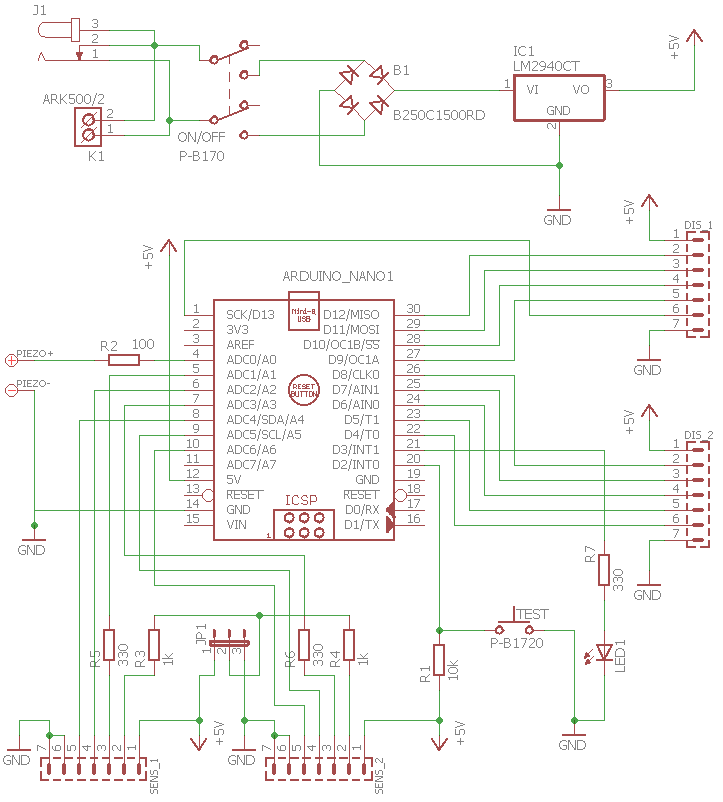 J1
3
2
1
ARK500/2
2
1
K1
ON/OFF
P-B170
B1
B250C1500RD
IC1
LM2940CT
1
VI
VO
3
GND
2
GND
+5V
+5V
DIS_1
1
2
3
4
5
6
7
GND
+5V
ARDUINO_NANO1
Mini-B
USB
1 SCK/D13 D12/MISO 30
2 3V3 D11/MOSI 29
3 AREF D10/OC1B/SS 28
4 ADC0/A0 D9/OC1A 27
5 ADC1/A1 D8/CLK0 26
6 ADC2/A2 D7/AIN1 25
7 ADC3/A3 D6/AIN0 24
8 ADC4/SDA/A4 D5/T1 23
9 ADC5/SCL/A5 D4/T0 22
10 ADC6/A6 D3/INT1 21
11 ADC7/A7 D2/INT0 20
12 5V GND 19
13 RESET RESET 18
14 GND D0/RX 17
15 VIN D1/TX 16
RESET
BUTTON
ICSP
1
PIEZO+
R2
100
PIEZO-
GND
+5V
DIS_2
1
2
3
4
5
6
7
GND
R7
330
LED1
TEST
P-B1720
GND
R1
10k
+5V
R5
330
R3
1k
JP1
1
2
3
R6
330
R4
1k
+5V
GND
7
6
5
4
3
2
1
SENS_1
GND
7
6
5
4
3
2
1
SENS_2